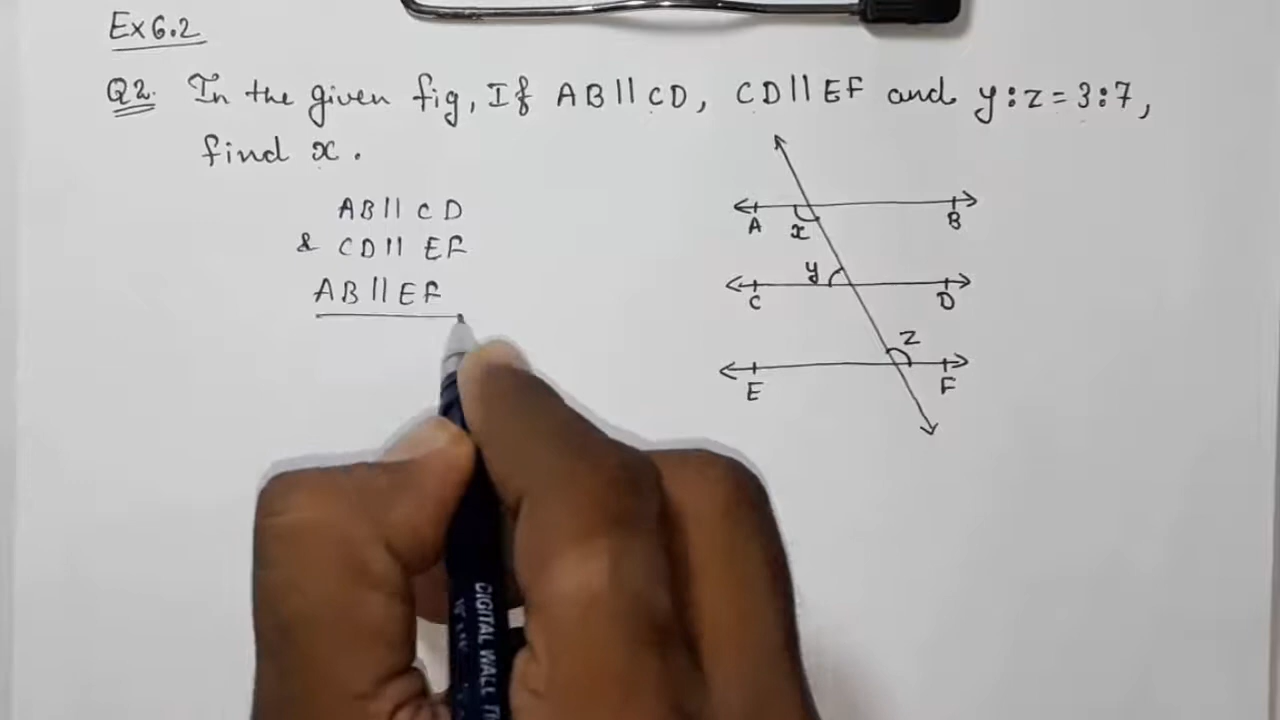 Ex 6.2
Q2. In the given fig, If AB||CD, CD||EF and y:z=3:7,
find x.
AB||CD
& CD||EF
AB||EF
A
B
x
y
C
D
z
E
F
DIGITAL WALL